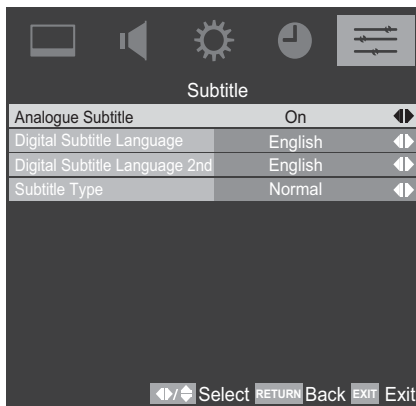 Subtitle
Analogue Subtitle On
Digital Subtitle Language English
Digital Subtitle Language 2nd English
Subtitle Type Normal
/ Select RETURN Back EXIT Exit